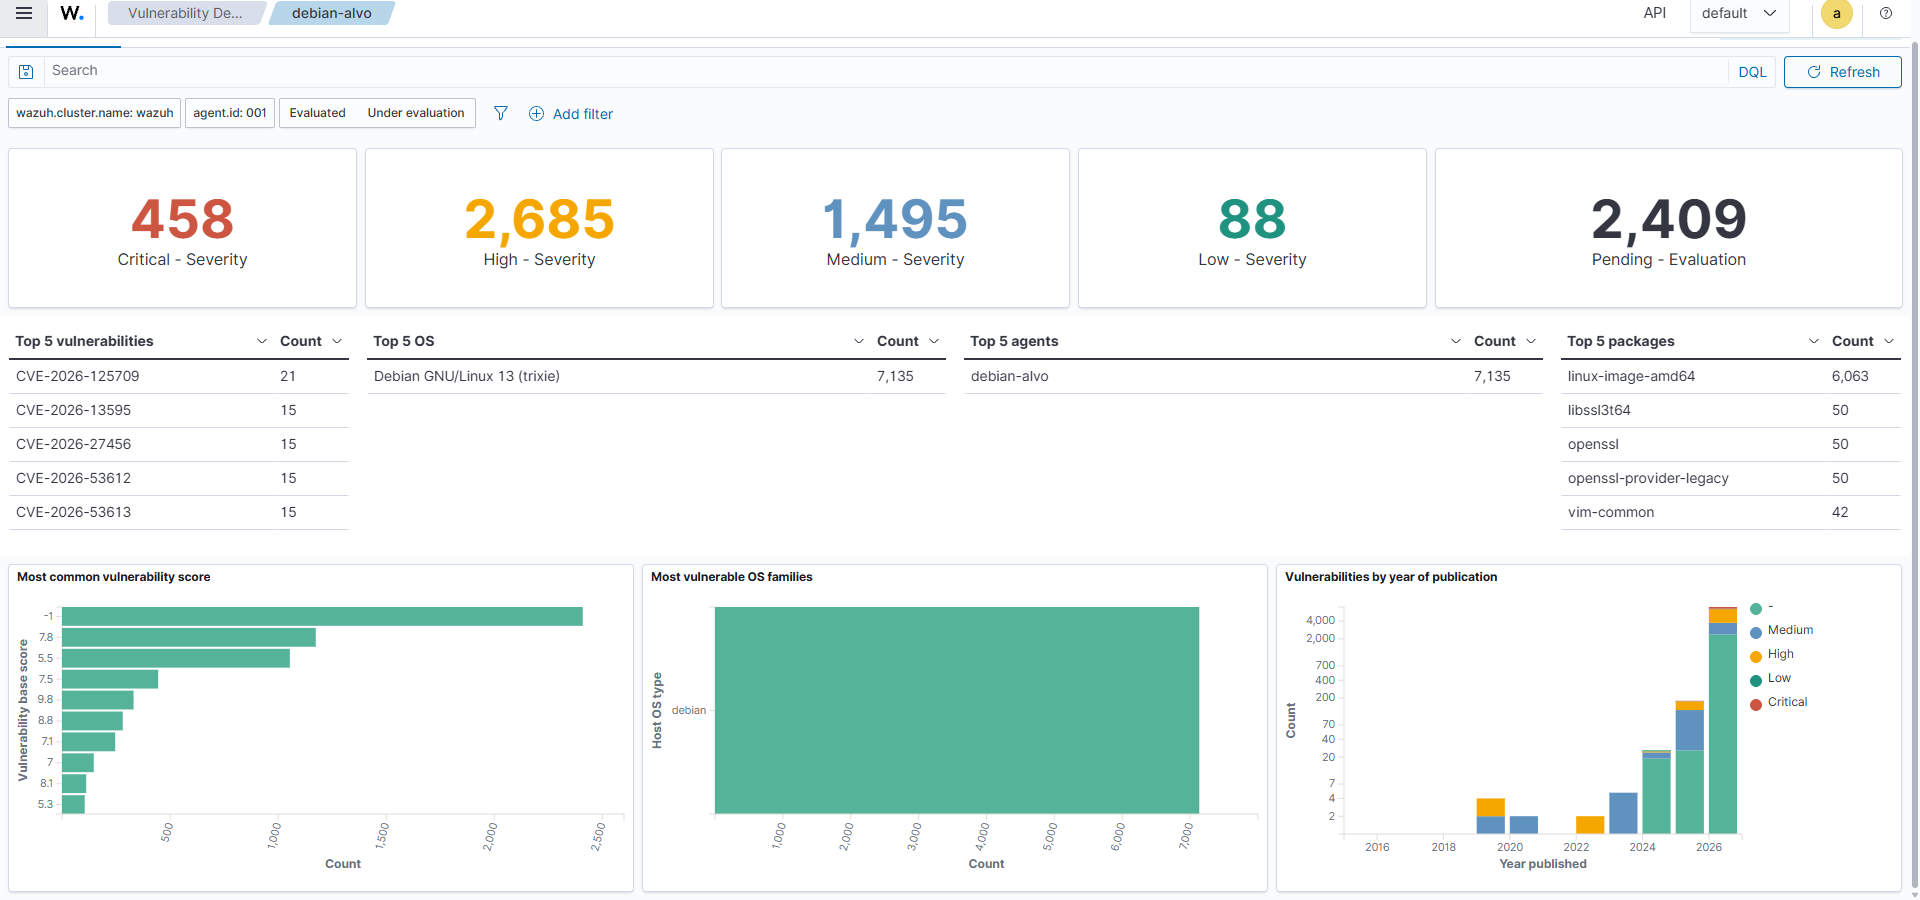 W.
Vulnerability De...
debian-alvo
API
default
a
Search
DQL
Refresh
wazuh.cluster.name: wazuh
agent.id: 001
Evaluated
Under evaluation
Add filter
458
Critical - Severity
2,685
High - Severity
1,495
Medium - Severity
88
Low - Severity
2,409
Pending - Evaluation
Top 5 vulnerabilities Count
CVE-2026-125709 21
CVE-2026-13595 15
CVE-2026-27456 15
CVE-2026-53612 15
CVE-2026-53613 15
Top 5 OS Count
Debian GNU/Linux 13 (trixie) 7,135
Top 5 agents Count
debian-alvo 7,135
Top 5 packages Count
linux-image-amd64 6,063
libssl3t64 50
openssl 50
openssl-provider-legacy 50
vim-common 42
Most common vulnerability score
Vulnerability base score
-1
7.8
5.5
7.5
9.8
8.8
7.1
7
8.1
5.3
500 1,000 1,500 2,000 2,500
Count
Most vulnerable OS families
Host OS type
debian
1,000 2,000 3,000 4,000 5,000 6,000 7,000
Count
Vulnerabilities by year of publication
Count
4,000
2,000
700
400
200
70
40
20
7
4
2
2016 2018 2020 2022 2024 2026
Year published
-
Medium
High
Low
Critical